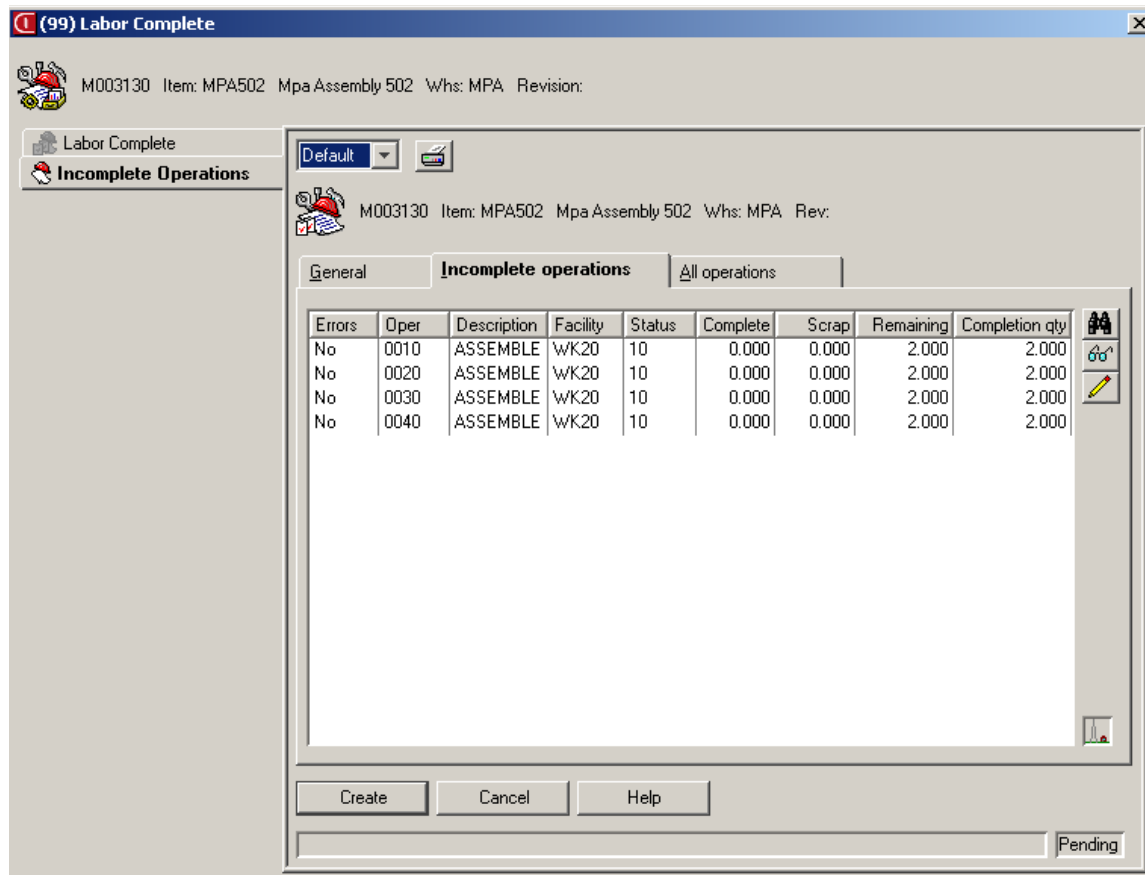 (99) Labor Complete
M003130 Item: MPA502 Mpa Assembly 502 Whs: MPA Revision:
Labor Complete
Incomplete Operations
Default
M003130 Item: MPA502 Mpa Assembly 502 Whs: MPA Rev:
General Incomplete operations All operations
Errors Oper Description Facility Status Complete Scrap Remaining Completion qty
No 0010 ASSEMBLE WK20 10 0.000 0.000 2.000 2.000
No 0020 ASSEMBLE WK20 10 0.000 0.000 2.000 2.000
No 0030 ASSEMBLE WK20 10 0.000 0.000 2.000 2.000
No 0040 ASSEMBLE WK20 10 0.000 0.000 2.000 2.000
Create Cancel Help
Pending